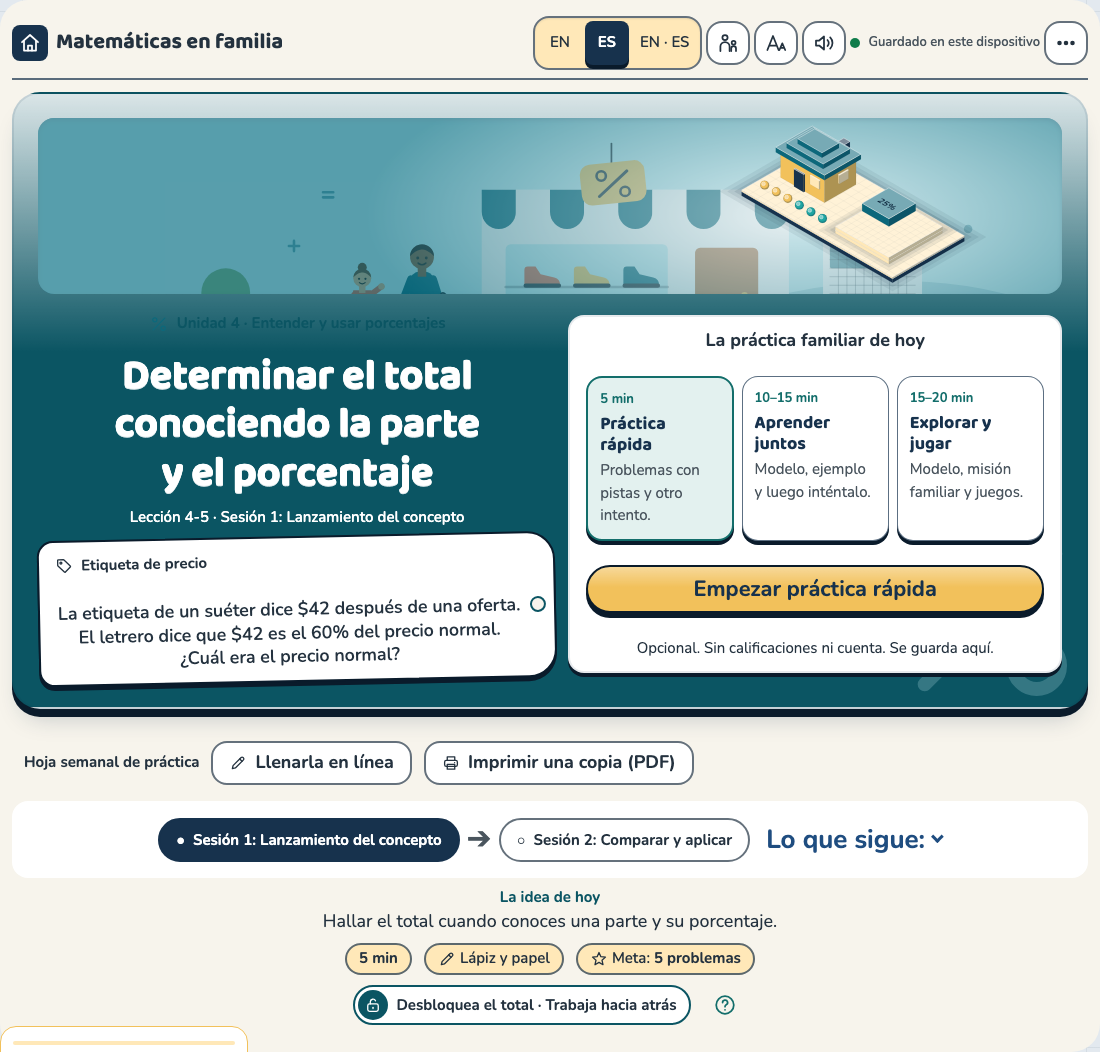 Matemáticas en familia
EN ES EN · ES
Guardado en este dispositivo
=
+
%
25%
Unidad 4 · Entender y usar porcentajes
Determinar el total
conociendo la parte
y el porcentaje
Lección 4-5 · Sesión 1: Lanzamiento del concepto
Etiqueta de precio
La etiqueta de un suéter dice $42 después de una oferta.
El letrero dice que $42 es el 60% del precio normal.
¿Cuál era el precio normal?
La práctica familiar de hoy
5 min
Práctica
rápida
Problemas con
pistas y otro
intento.
10–15 min
Aprender
juntos
Modelo, ejemplo
y luego inténtalo.
15–20 min
Explorar y
jugar
Modelo, misión
familiar y juegos.
Empezar práctica rápida
Opcional. Sin calificaciones ni cuenta. Se guarda aquí.
Hoja semanal de práctica
Llenarla en línea
Imprimir una copia (PDF)
Sesión 1: Lanzamiento del concepto
Sesión 2: Comparar y aplicar
Lo que sigue:
La idea de hoy
Hallar el total cuando conoces una parte y su porcentaje.
5 min
Lápiz y papel
Meta: 5 problemas
Desbloquea el total · Trabaja hacia atrás
?